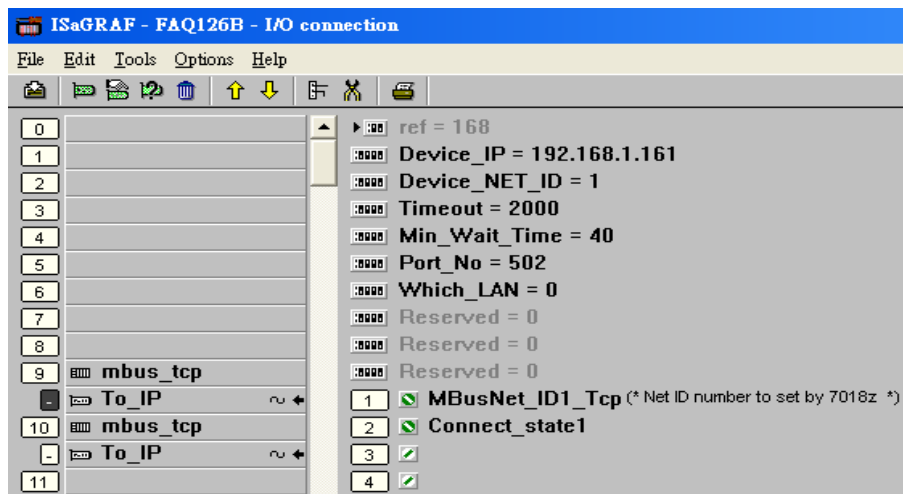 ISaGRAF - FAQ126B - I/O connection
File Edit Tools Options Help
0
1
2
3
4
5
6
7
8
9 mbus_tcp
- To_IP
10 mbus_tcp
- To_IP
11
ref = 168
Device_IP = 192.168.1.161
Device_NET_ID = 1
Timeout = 2000
Min_Wait_Time = 40
Port_No = 502
Which_LAN = 0
Reserved = 0
Reserved = 0
Reserved = 0
1 MBusNet_ID1_Tcp (* Net ID number to set by 7018z *)
2 Connect_state1
3
4